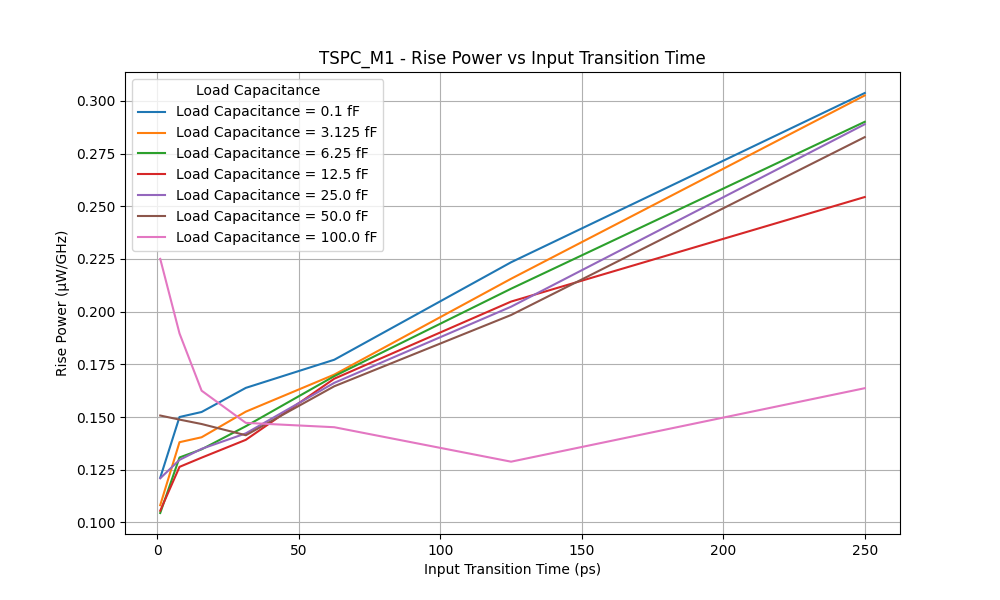 TSPC_M1 - Rise Power vs Input Transition Time
Load Capacitance
Load Capacitance = 0.1 fF
Load Capacitance = 3.125 fF
Load Capacitance = 6.25 fF
Load Capacitance = 12.5 fF
Load Capacitance = 25.0 fF
Load Capacitance = 50.0 fF
Load Capacitance = 100.0 fF
Rise Power (μW/GHz)
0.300
0.275
0.250
0.225
0.200
0.175
0.150
0.125
0.100
0
50
100
150
200
250
Input Transition Time (ps)